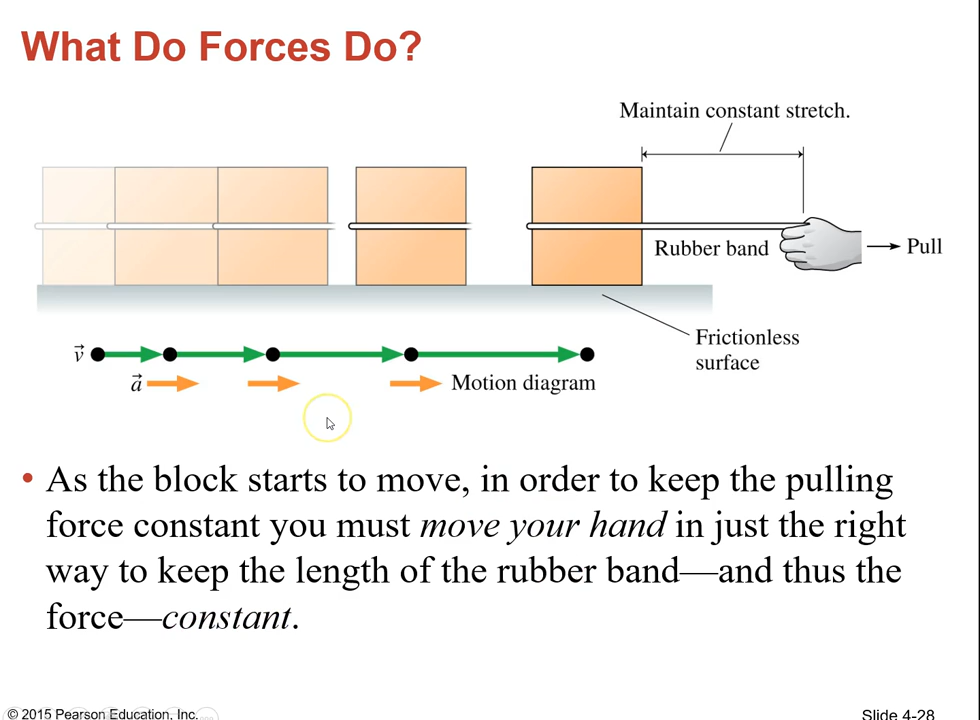 What Do Forces Do?
Maintain constant stretch.
Rubber band
Pull
Frictionless
surface
v⃗
a⃗
Motion diagram
• As the block starts to move, in order to keep the pulling
force constant you must move your hand in just the right
way to keep the length of the rubber band—and thus the
force—constant.
© 2015 Pearson Education, Inc.
Slide 4-28